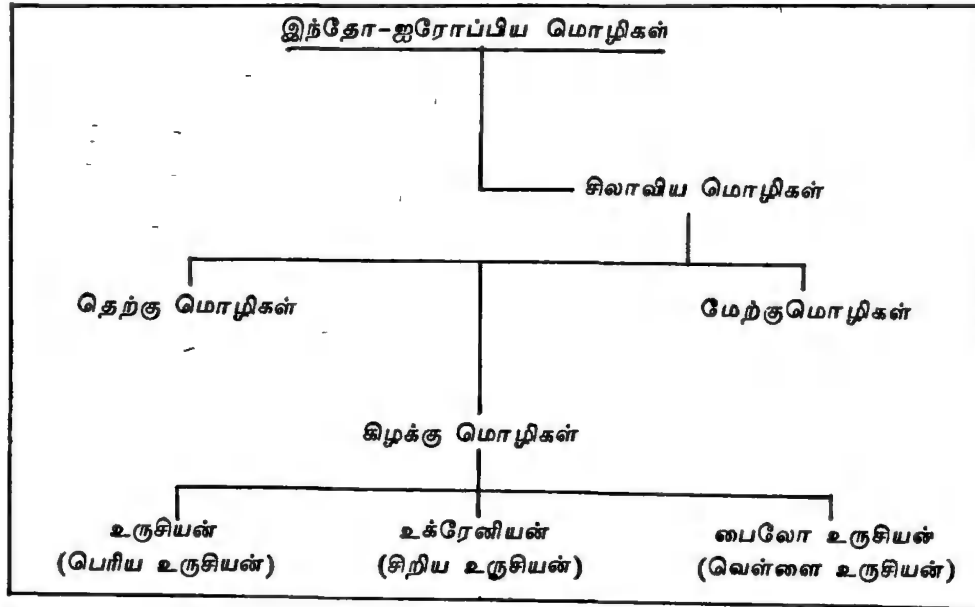 இந்தோ-ஐரோப்பிய மொழிகள்
சிலாவிய மொழிகள்
தெற்கு மொழிகள்
மேற்குமொழிகள்
கிழக்கு மொழிகள்
உருசியன்
(பெரிய உருசியன்)
உக்ரேனியன்
(சிறிய உருசியன்)
பைலோ உருசியன்
(வெள்ளை உருசியன்)